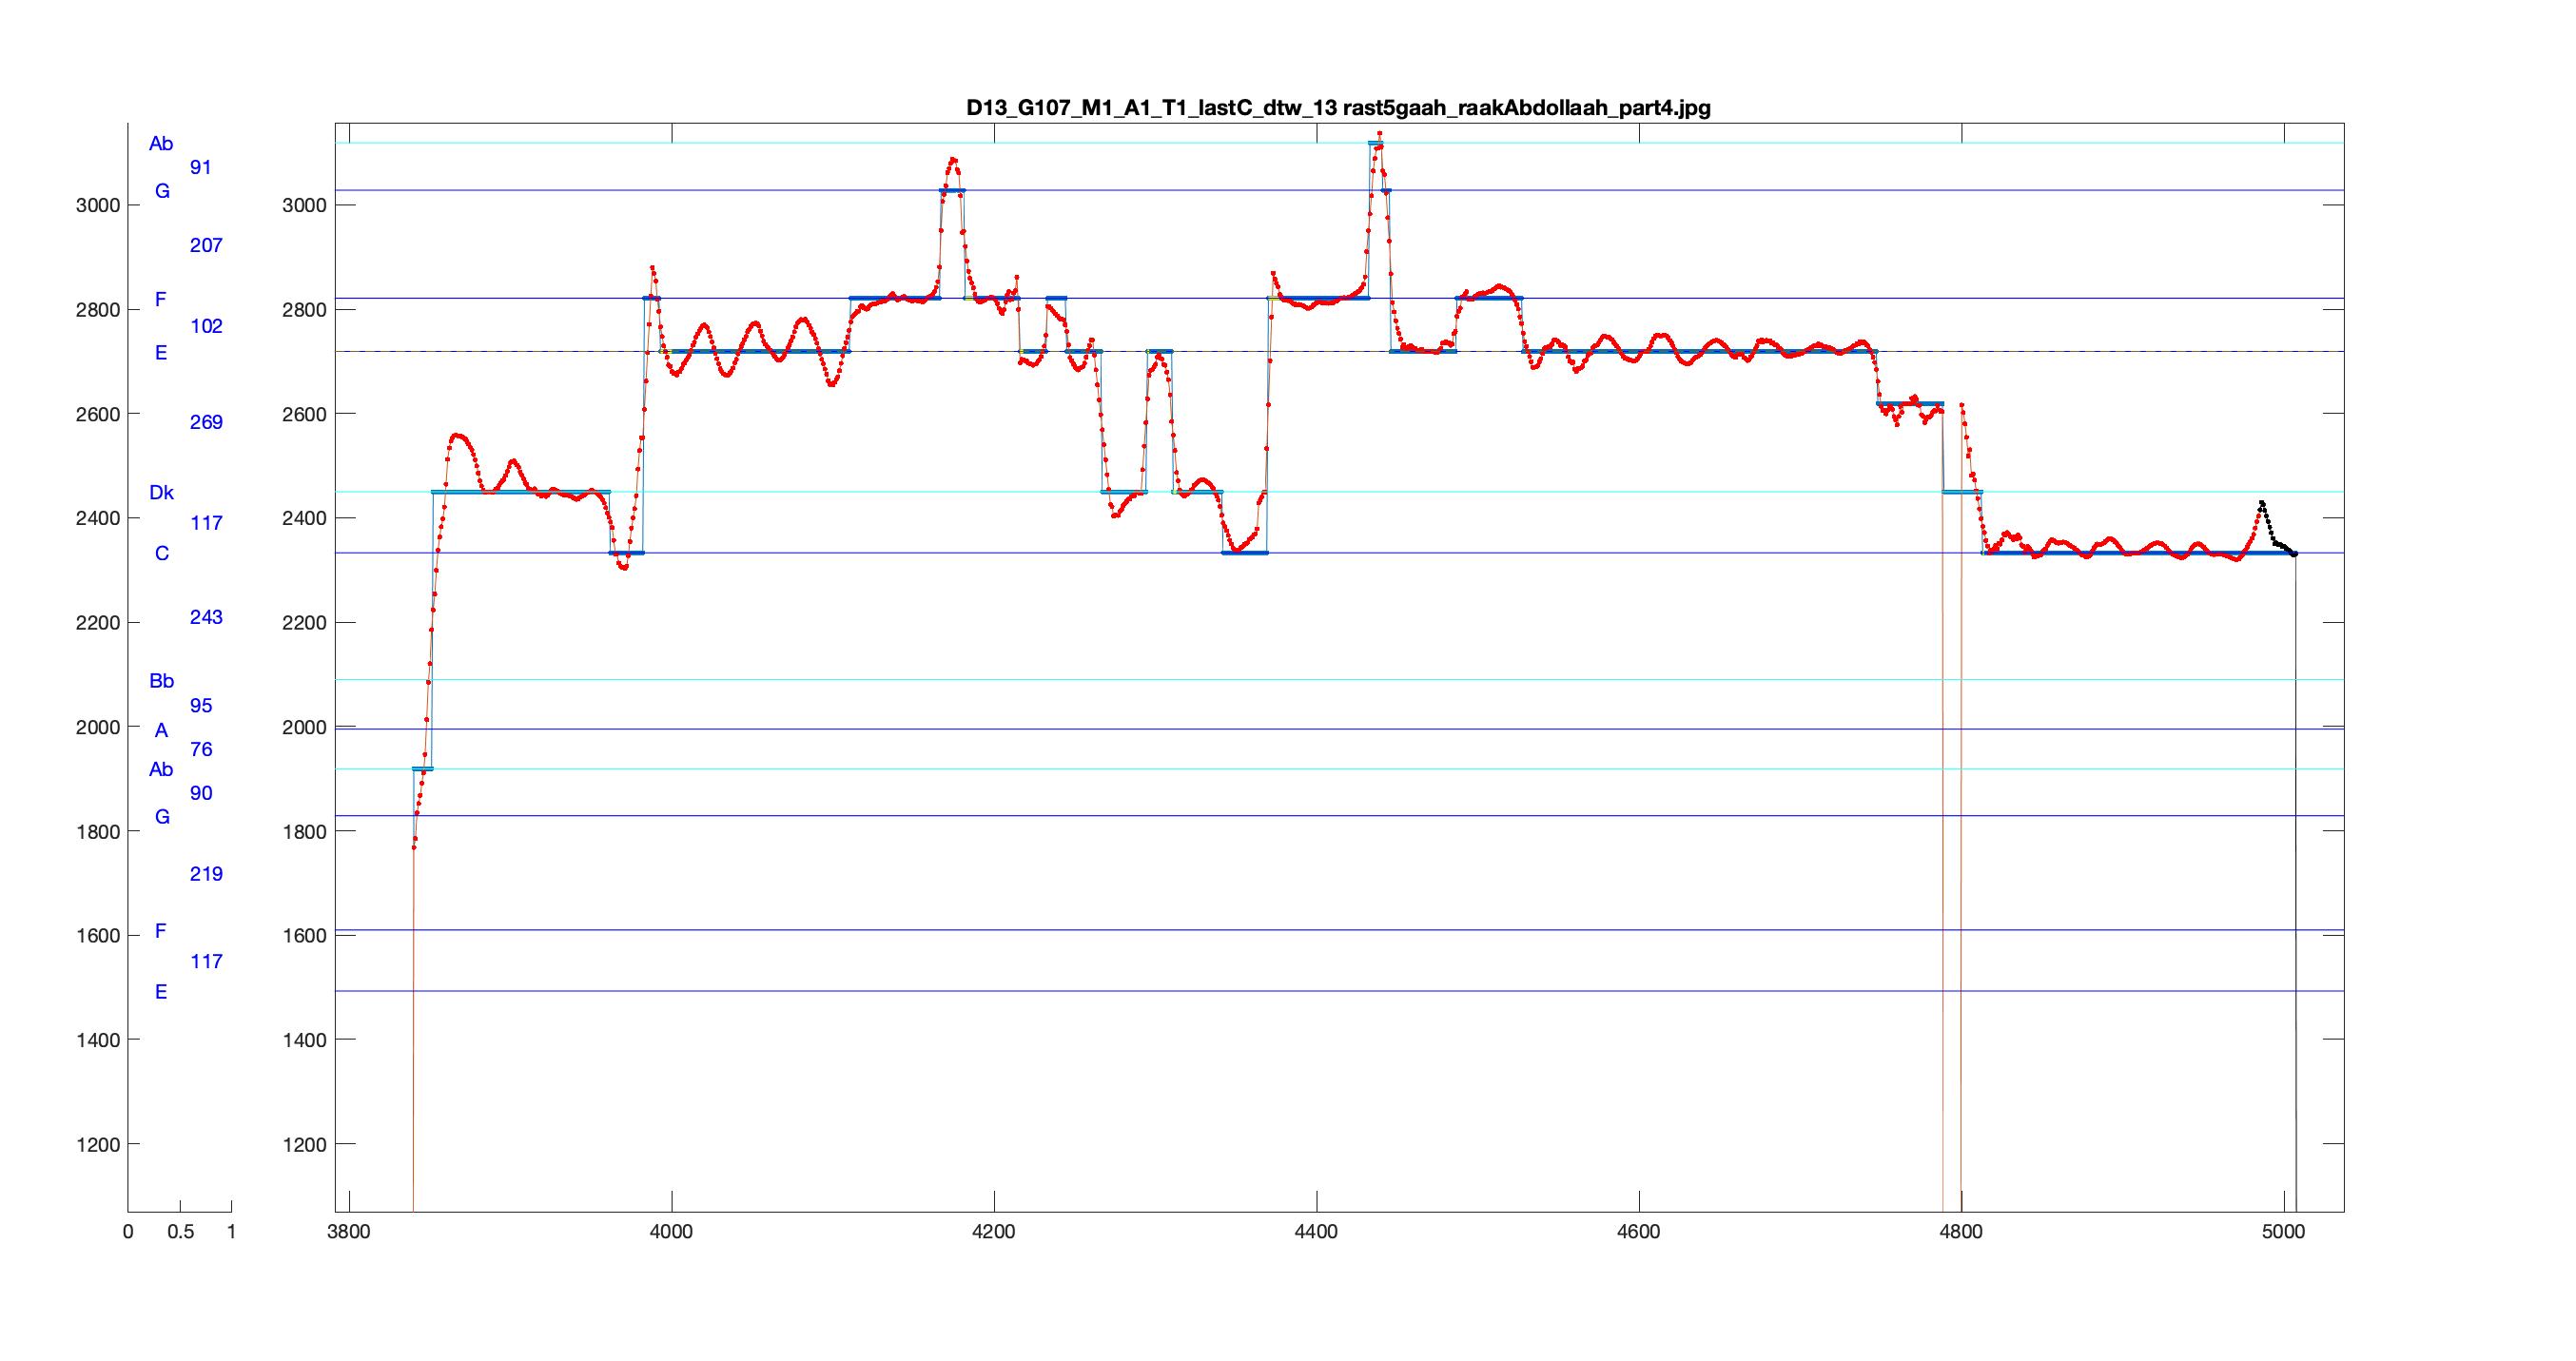 D13_G107_M1_A1_T1_lastC_dtw_13 rast5gaah_raakAbdollaah_part4.jpg
Ab
91
G
3000 3000
207
F
2800 2800
102
E
269
2600 2600
Dk
2400 2400
117
C
243
2200 2200
Bb
95
2000 A 2000
76
Ab
90
G
1800 1800
219
F
1600 1600
117
E
1400 1400
1200 1200
0 0.5 1 3800 4000 4200 4400 4600 4800 5000